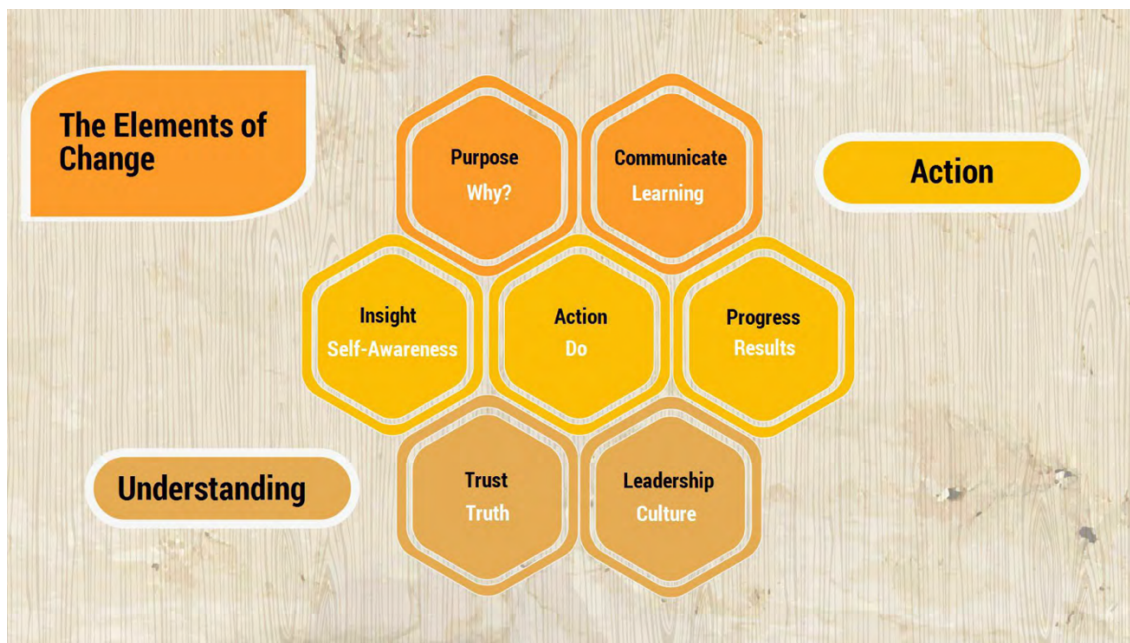 The Elements of
Change
Purpose
Why?
Communicate
Learning
Action
Insight
Self-Awareness
Action
Do
Progress
Results
Understanding
Trust
Truth
Leadership
Culture